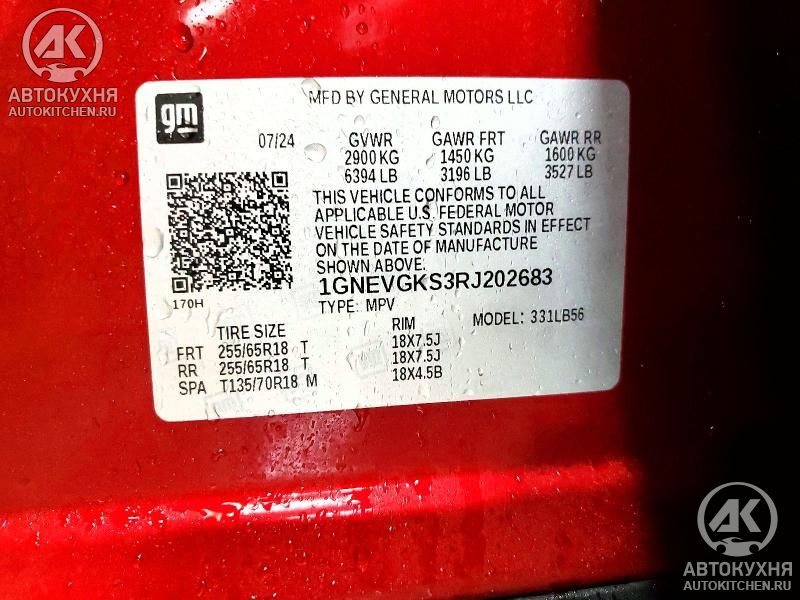 АК
АВТОКУХНЯ
AUTOKITCHEN.RU
gm
MFD BY GENERAL MOTORS LLC
07/24 GVWR GAWR FRT GAWR RR
2900 KG 1450 KG 1600 KG
6394 LB 3196 LB 3527 LB
THIS VEHICLE CONFORMS TO ALL
APPLICABLE U.S. FEDERAL MOTOR
VEHICLE SAFETY STANDARDS IN EFFECT
ON THE DATE OF MANUFACTURE
SHOWN ABOVE.
170H
1GNEVGKS3RJ202683
TYPE: MPV
MODEL: 331LB56
TIRE SIZE RIM
FRT 255/65R18 T 18X7.5J
RR 255/65R18 T 18X7.5J
SPA T135/70R18 M 18X4.5B
АК
АВТОКУХНЯ
AUTOKITCHEN.RU